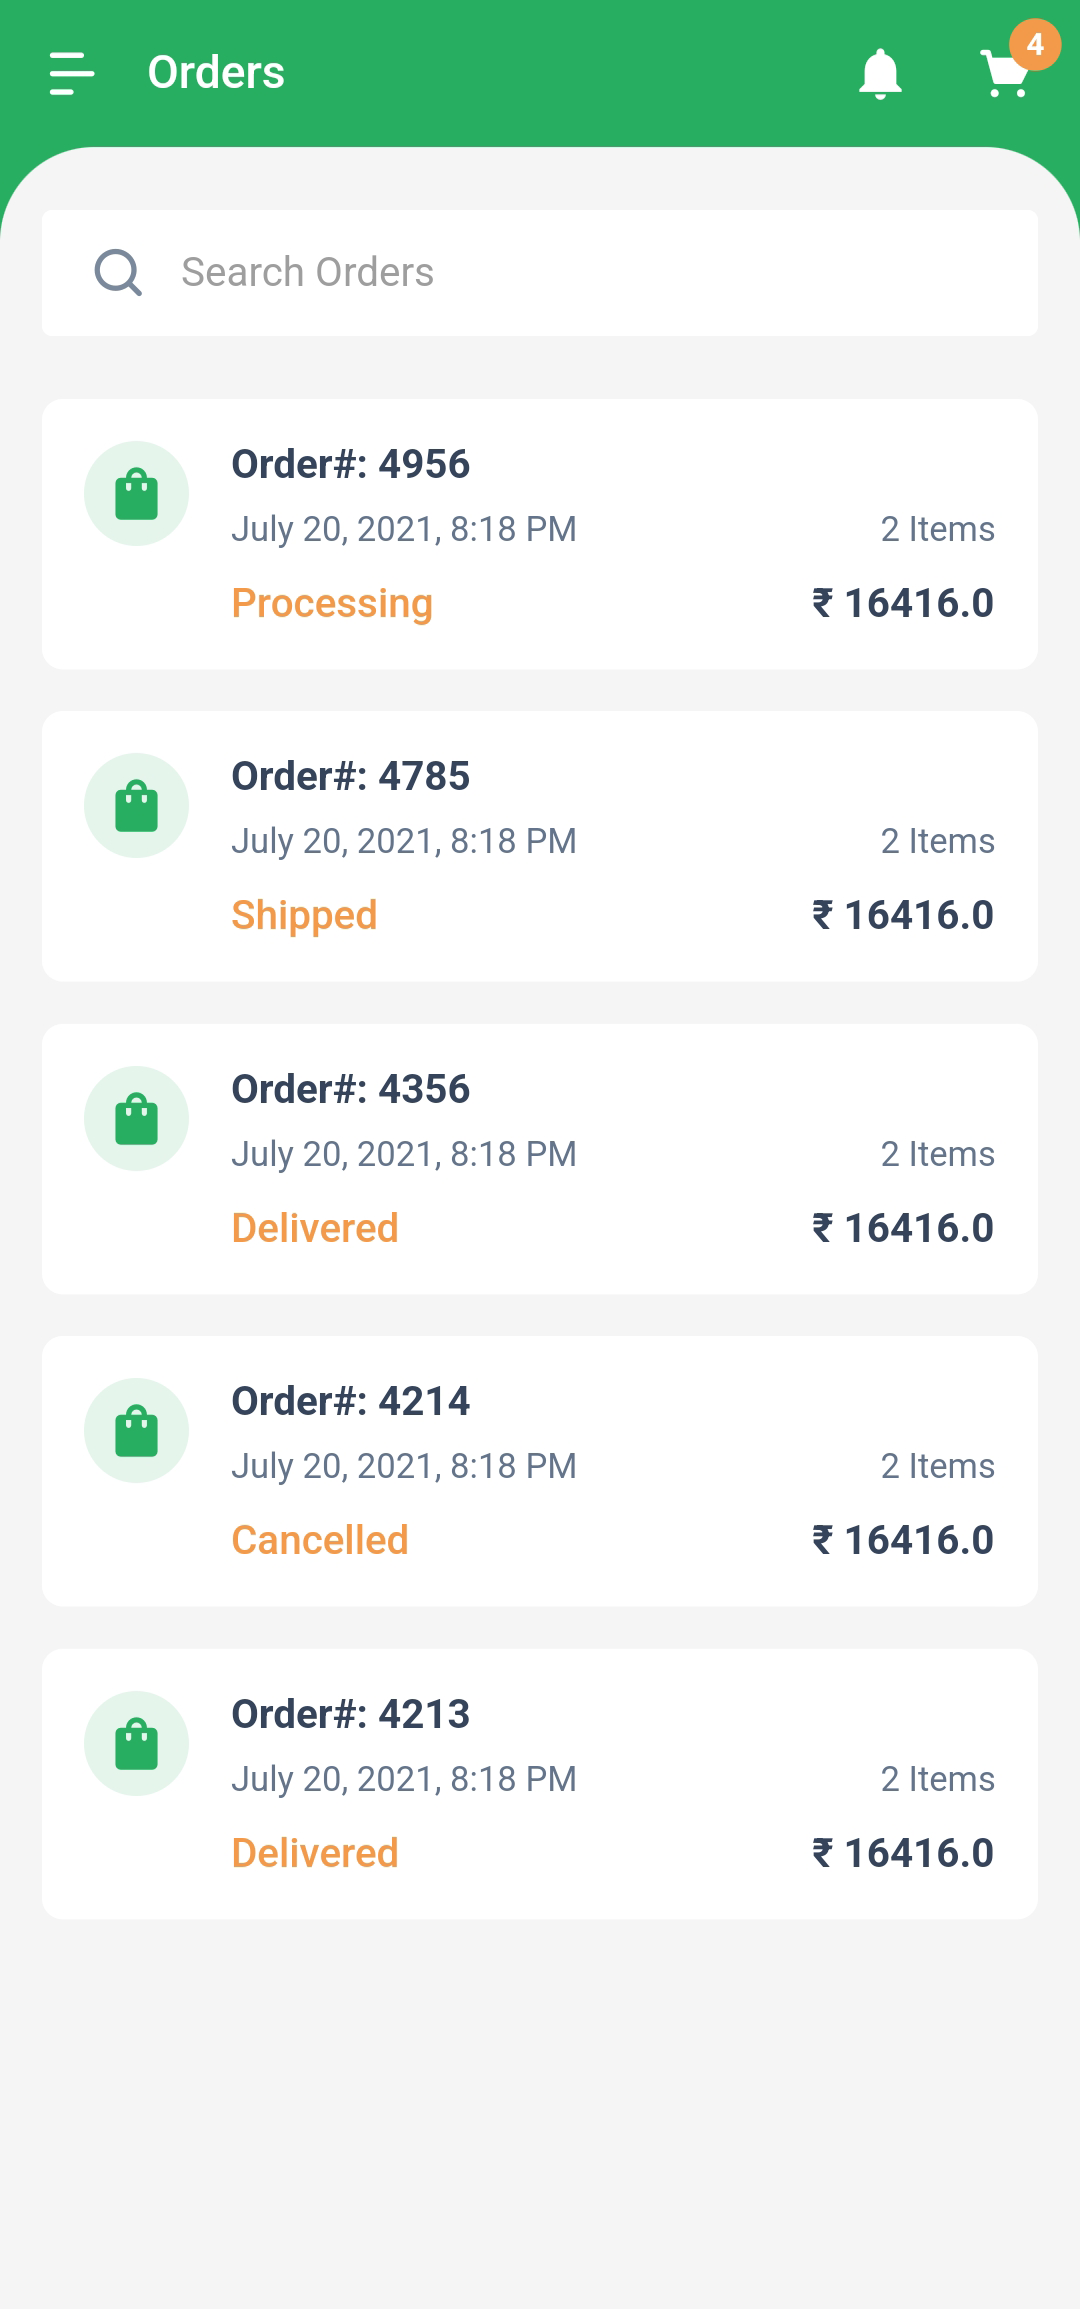 Orders
4
Search Orders
Order#: 4956
July 20, 2021, 8:18 PM 2 Items
Processing ₹ 16416.0
Order#: 4785
July 20, 2021, 8:18 PM 2 Items
Shipped ₹ 16416.0
Order#: 4356
July 20, 2021, 8:18 PM 2 Items
Delivered ₹ 16416.0
Order#: 4214
July 20, 2021, 8:18 PM 2 Items
Cancelled ₹ 16416.0
Order#: 4213
July 20, 2021, 8:18 PM 2 Items
Delivered ₹ 16416.0